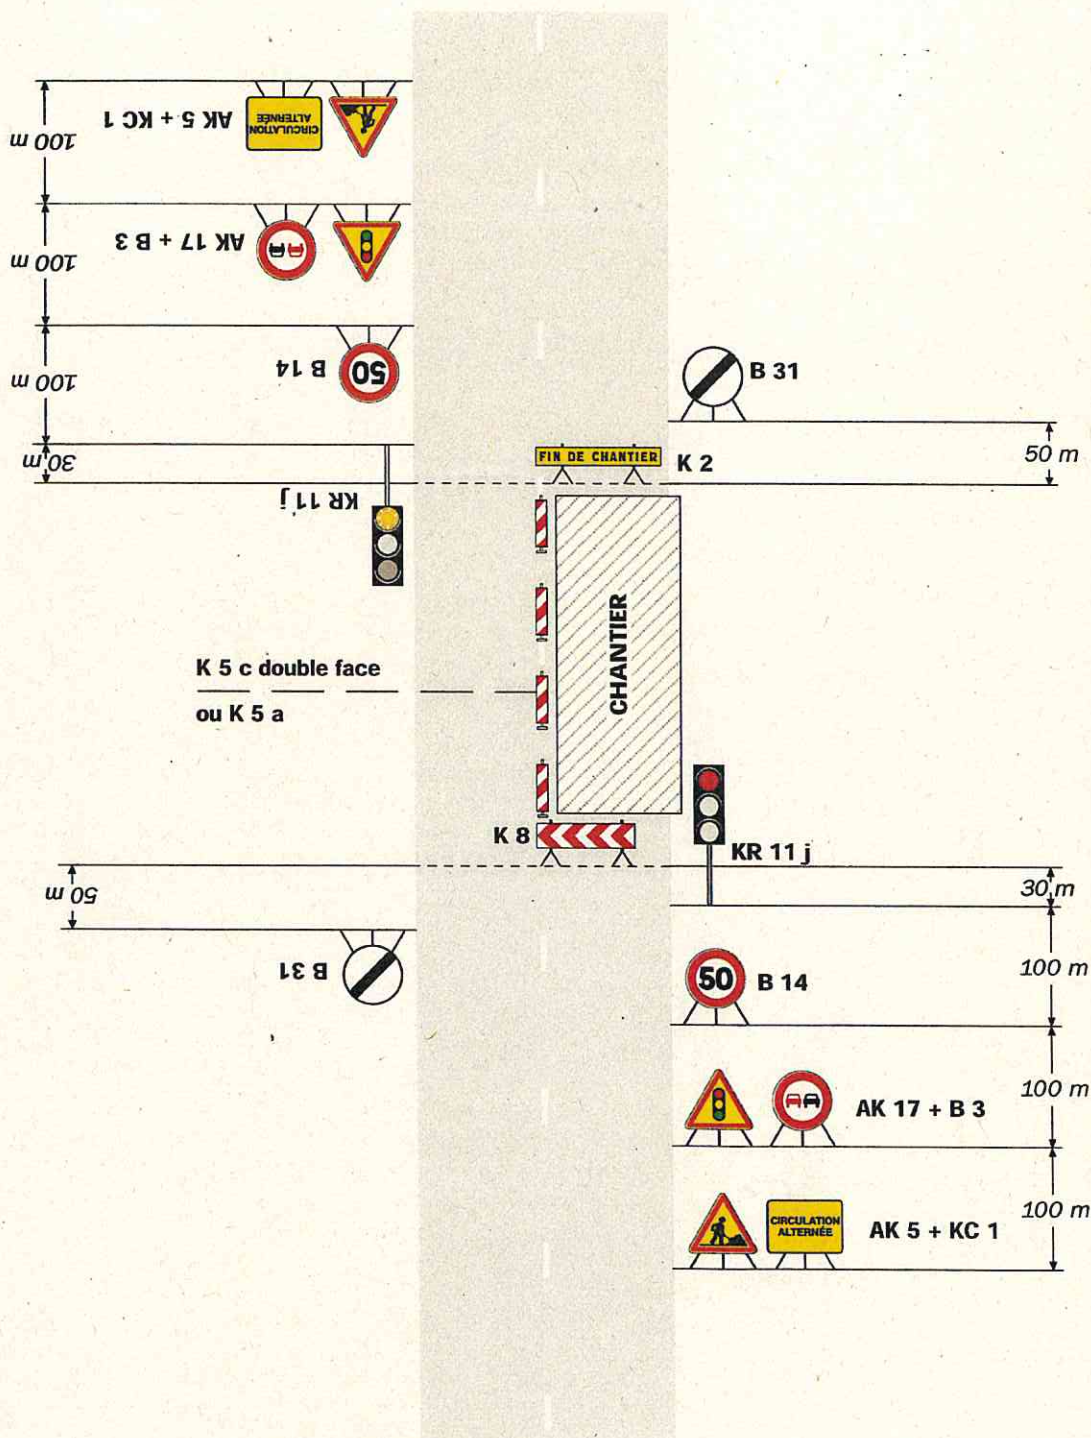 100 m
AK 5 + KC 1
CIRCULATION
ALTERNÉE
100 m
AK 17 + B 3
100 m
B 14
50
B 31
30 m
50 m
FIN DE CHANTIER
K 2
KR 11 j
CHANTIER
K 5 c double face
ou K 5 a
K 8
KR 11 j
50 m
30 m
B 31
50
B 14
100 m
AK 17 + B 3
100 m
CIRCULATION
ALTERNÉE
AK 5 + KC 1
100 m